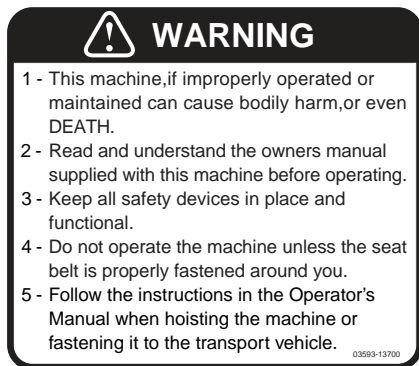 WARNING
1 - This machine,if improperly operated or
maintained can cause bodily harm,or even
DEATH.
2 - Read and understand the owners manual
supplied with this machine before operating.
3 - Keep all safety devices in place and
functional.
4 - Do not operate the machine unless the seat
belt is properly fastened around you.
5 - Follow the instructions in the Operator's
Manual when hoisting the machine or
fastening it to the transport vehicle.
03593-13700